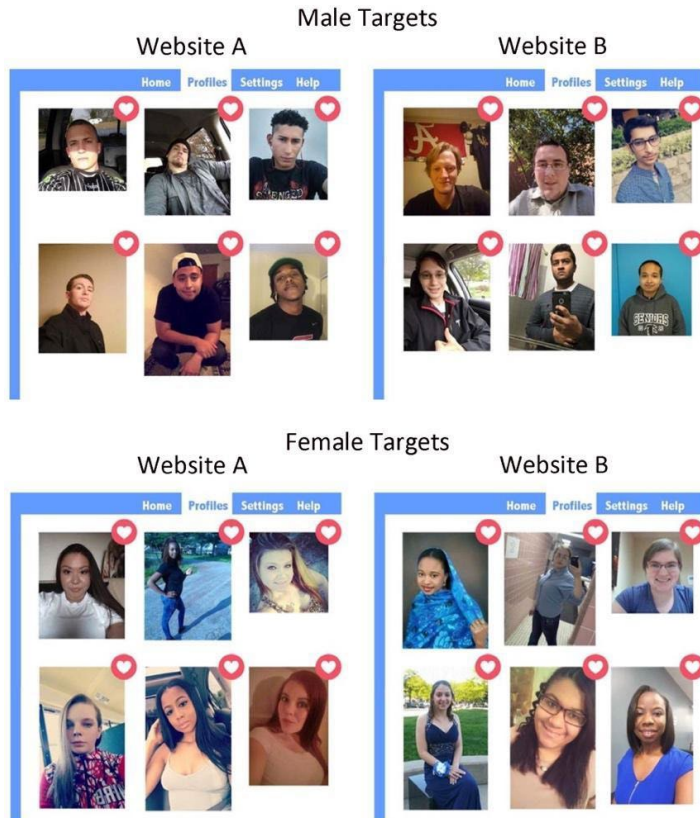 Male Targets
Website A
Website B
Home Profiles Settings Help
Home Profiles Settings Help
A
SENIORS
Female Targets
Website A
Website B
Home Profiles Settings Help
Home Profiles Settings Help